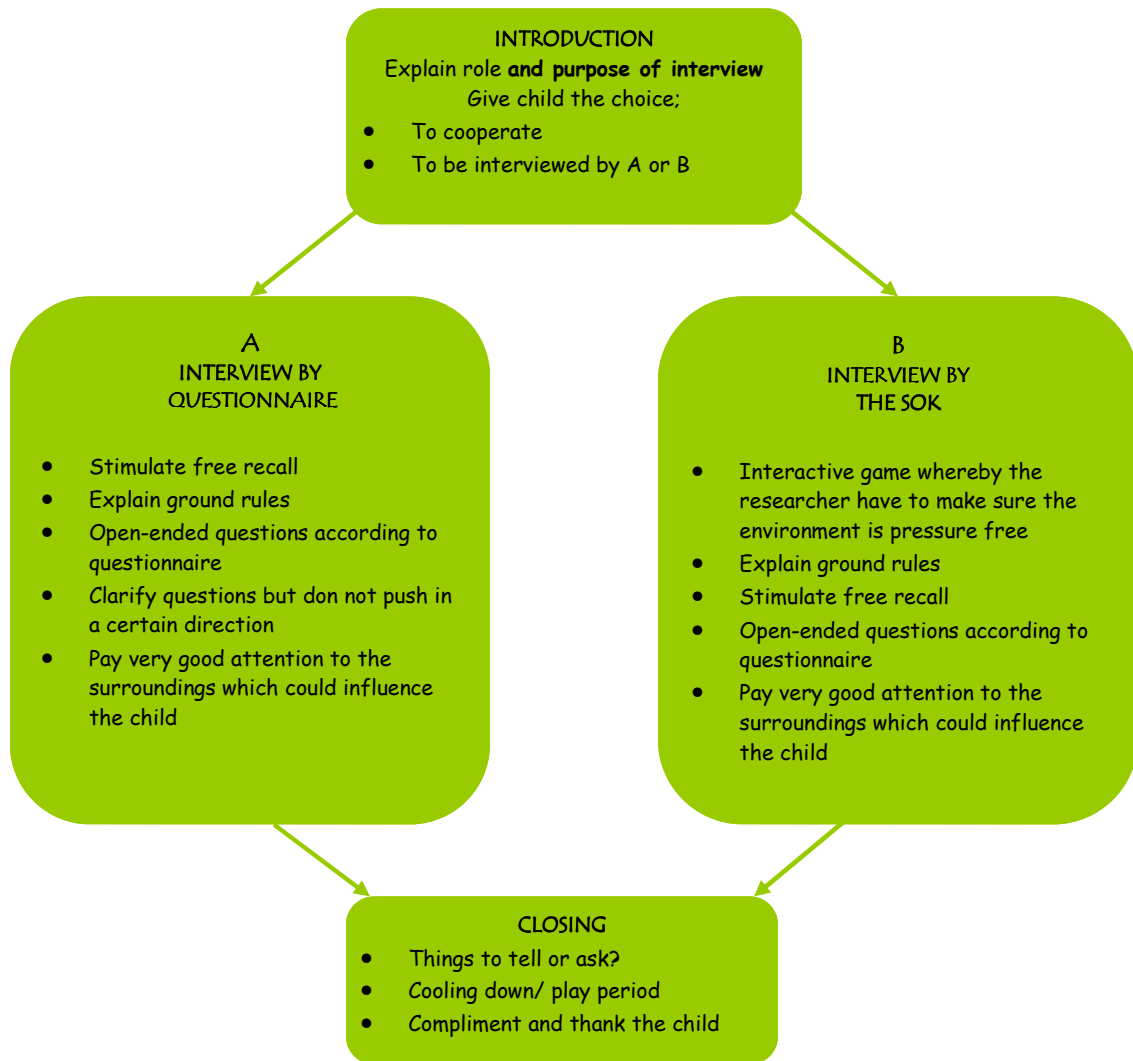 INTRODUCTION
Explain role and purpose of interview
Give child the choice;
• To cooperate
• To be interviewed by A or B
A
INTERVIEW BY
QUESTIONNAIRE
• Stimulate free recall
• Explain ground rules
• Open-ended questions according to
questionnaire
• Clarify questions but don not push in
a certain direction
• Pay very good attention to the
surroundings which could influence
the child
B
INTERVIEW BY
THE SOK
• Interactive game whereby the
researcher have to make sure the
environment is pressure free
• Explain ground rules
• Stimulate free recall
• Open-ended questions according to
questionnaire
• Pay very good attention to the
surroundings which could influence
the child
CLOSING
• Things to tell or ask?
• Cooling down/ play period
• Compliment and thank the child